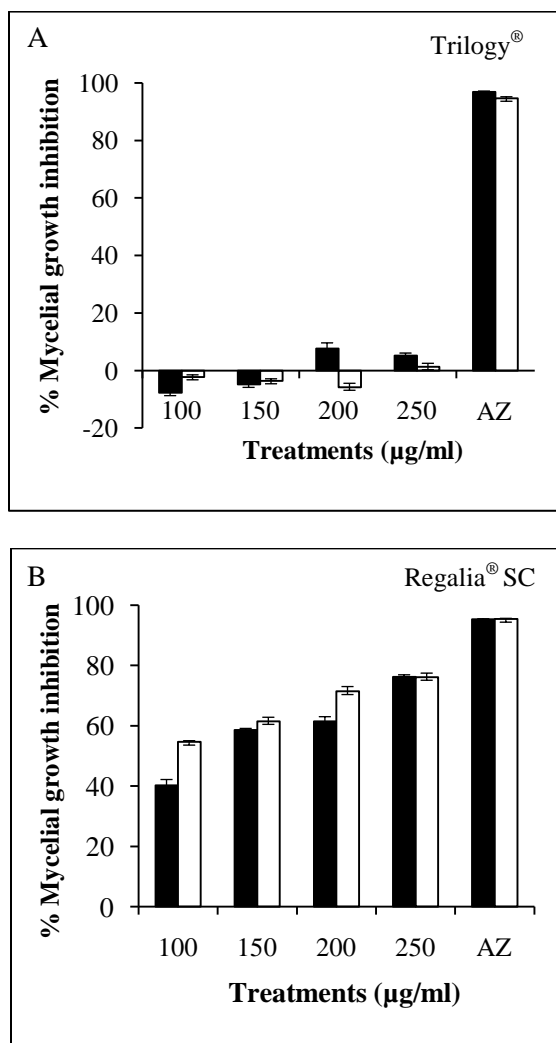 A
Trilogy®
% Mycelial growth inhibition
100
80
60
40
20
0
-20
100 150 200 250 AZ
Treatments (µg/ml)
B
Regalia® SC
% Mycelial growth inhibition
100
80
60
40
20
0
100 150 200 250 AZ
Treatments (µg/ml)